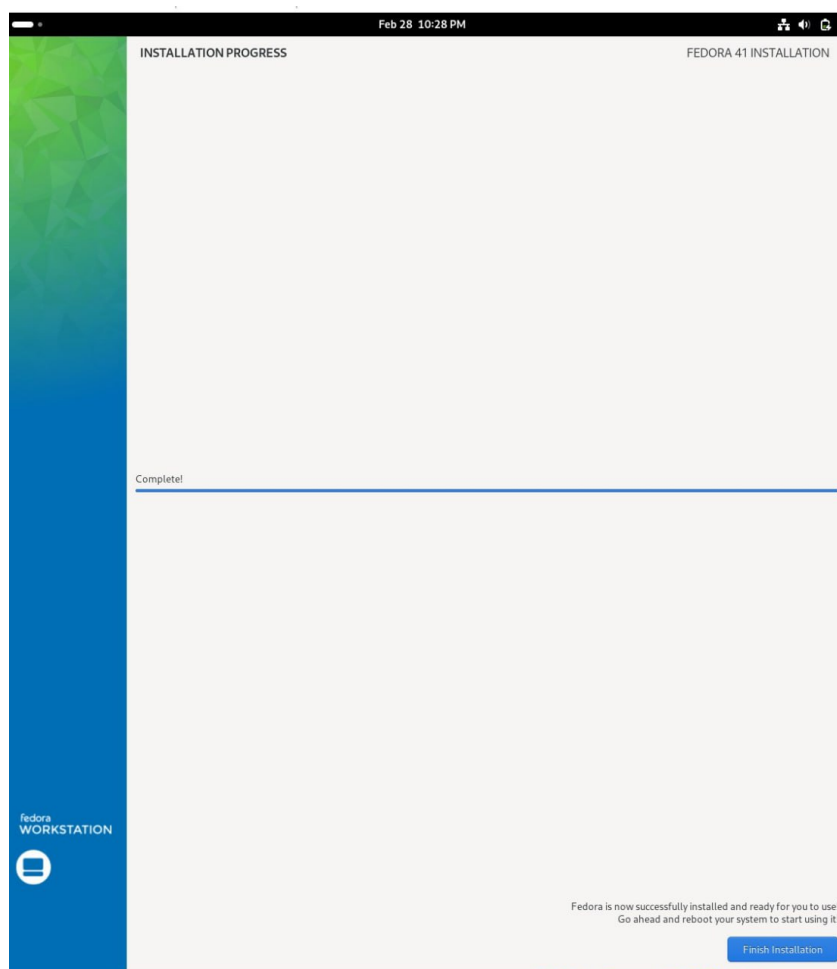 Feb 28 10:28 PM
INSTALLATION PROGRESS
FEDORA 41 INSTALLATION
Complete!
fedora
WORKSTATION
Fedora is now successfully installed and ready for you to use
Go ahead and reboot your system to start using it
Finish Installation